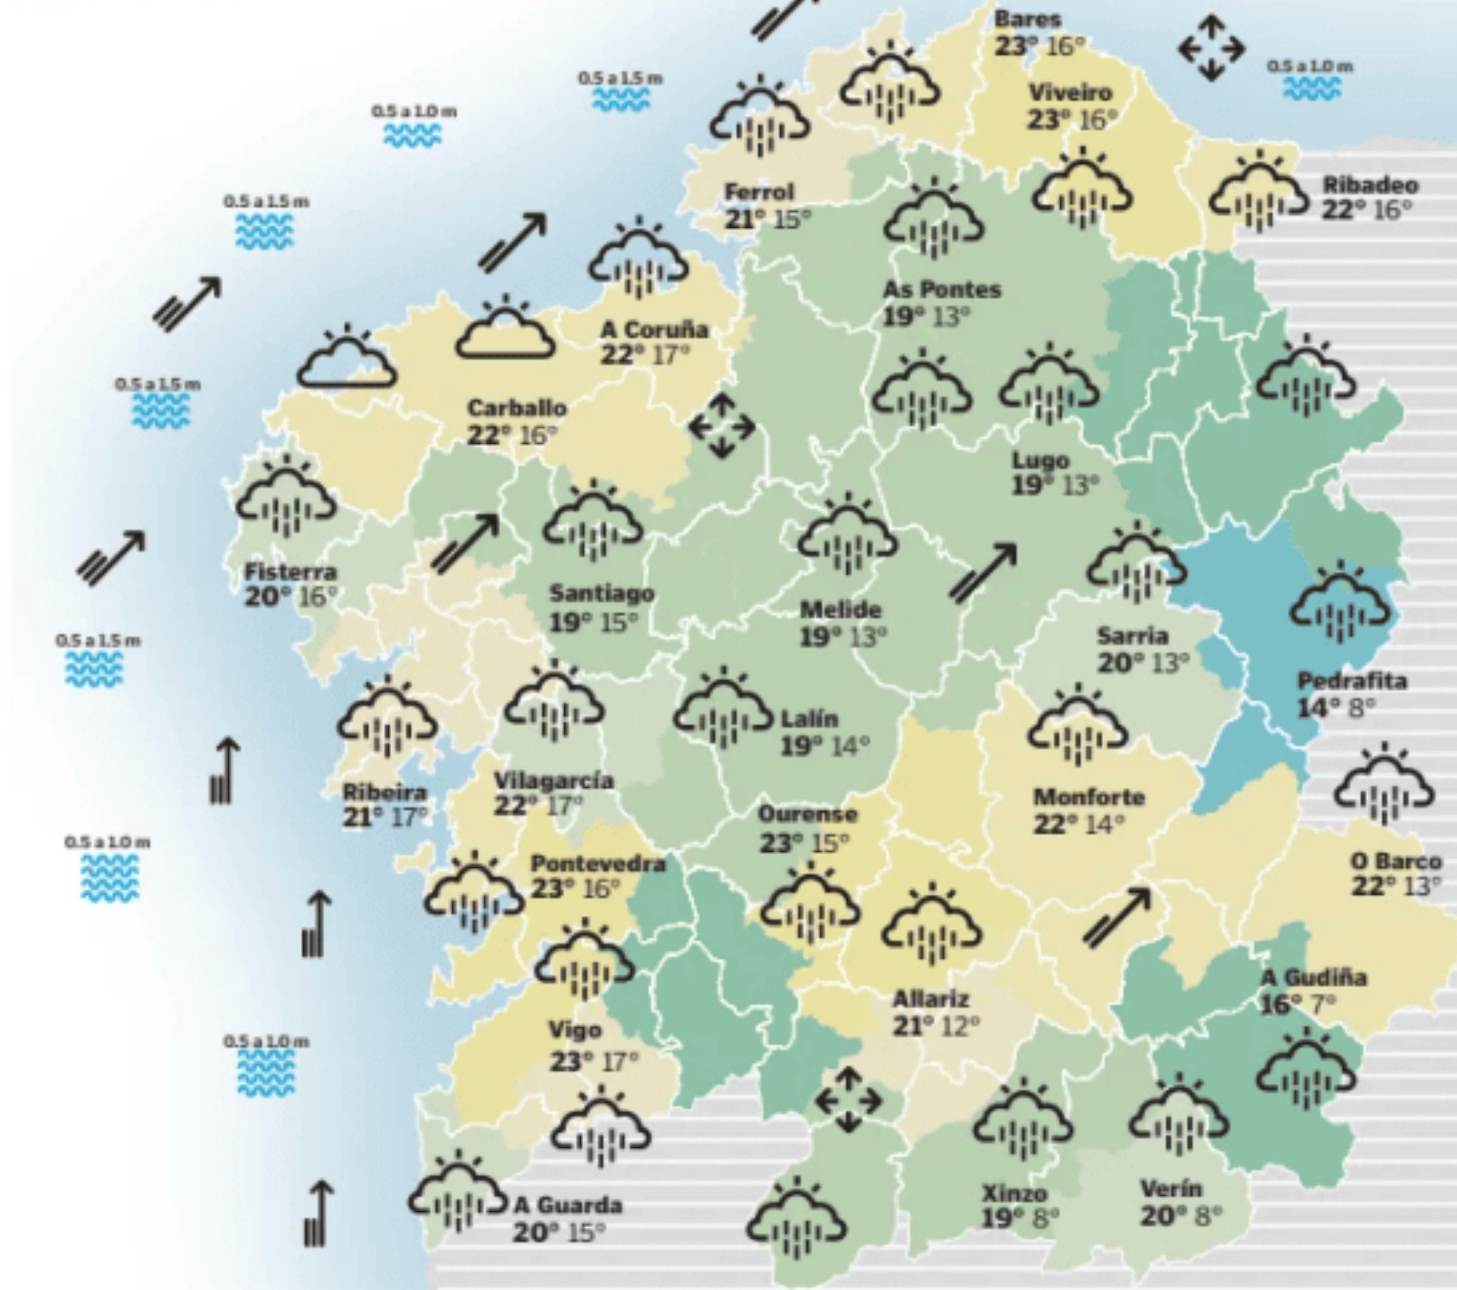 Bares
23° 16°
0.5 a 1.0 m
0.5 a 1.5 m
Viveiro
23° 16°
0.5 a 1.0 m
Ferrol
21° 15°
Ribadeo
22° 16°
0.5 a 1.5 m
As Pontes
19° 13°
A Coruña
22° 17°
0.5 a 1.5 m
Carballo
22° 16°
Lugo
19° 13°
Fisterra
20° 16°
Santiago
19° 15°
Melide
19° 13°
0.5 a 1.5 m
Sarria
20° 13°
Pedrafita
14° 8°
Lalín
19° 14°
Vilagarcía
22° 17°
Ribeira
21° 17°
Monforte
22° 14°
Ourense
23° 15°
0.5 a 1.0 m
Pontevedra
23° 16°
O Barco
22° 13°
A Gudiña
16° 7°
Allariz
21° 12°
Vigo
23° 17°
0.5 a 1.0 m
Xinzo
19° 8°
Verín
20° 8°
A Guarda
20° 15°